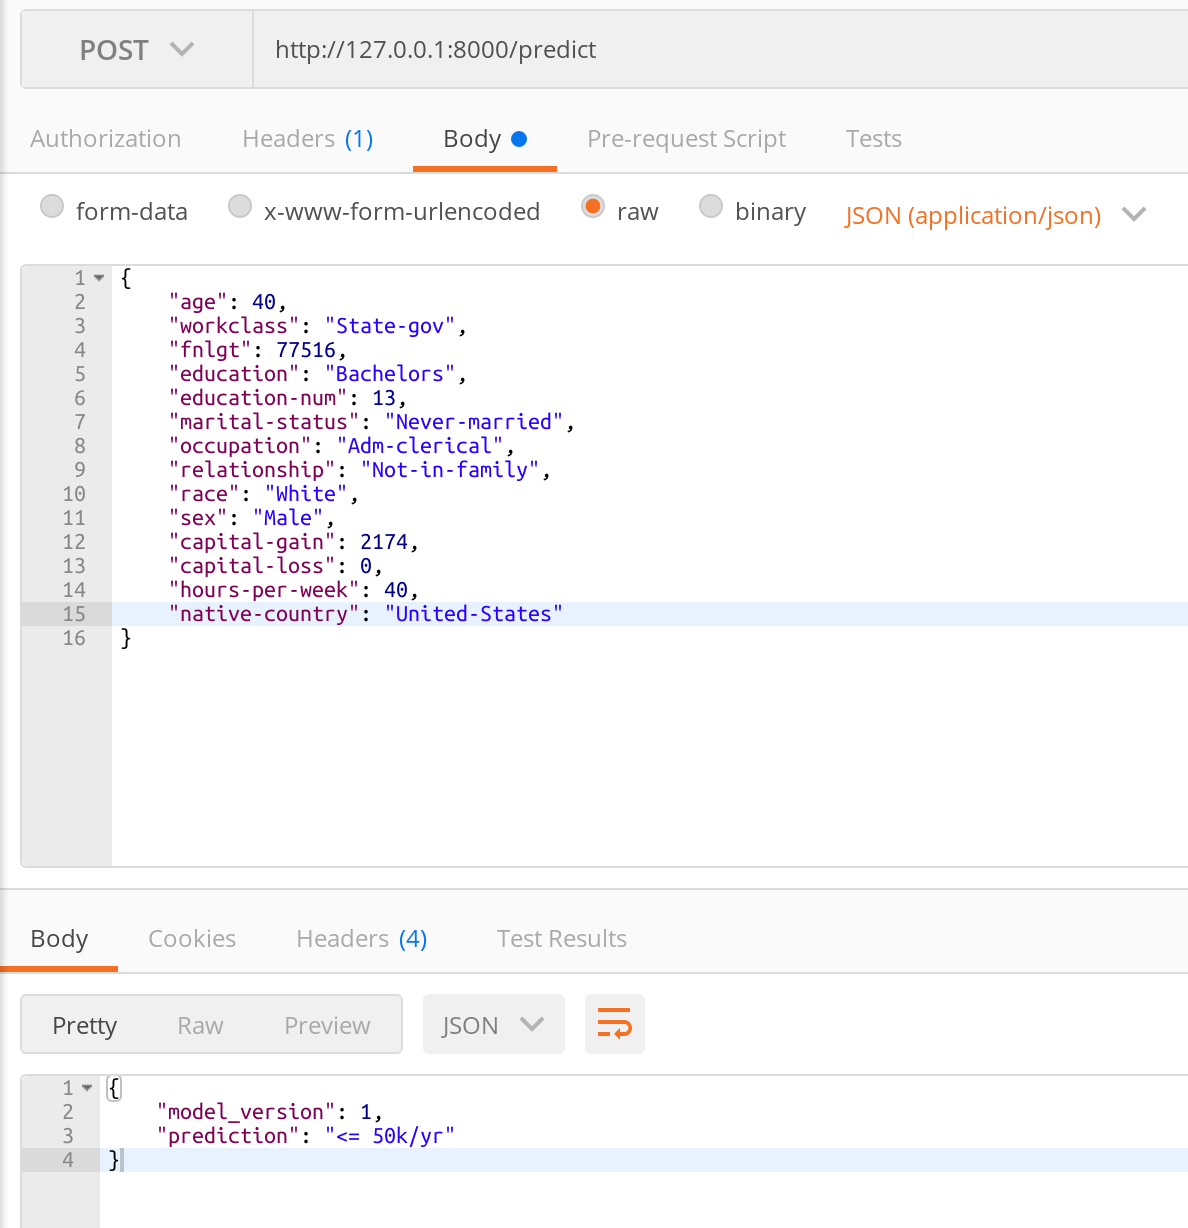 POST http://127.0.0.1:8000/predict
Authorization Headers (1) Body Pre-request Script Tests
form-data x-www-form-urlencoded raw binary JSON (application/json)
1 {
2 "age": 40,
3 "workclass": "State-gov",
4 "fnlgt": 77516,
5 "education": "Bachelors",
6 "education-num": 13,
7 "marital-status": "Never-married",
8 "occupation": "Adm-clerical",
9 "relationship": "Not-in-family",
10 "race": "White",
11 "sex": "Male",
12 "capital-gain": 2174,
13 "capital-loss": 0,
14 "hours-per-week": 40,
15 "native-country": "United-States"
16 }
Body Cookies Headers (4) Test Results
Pretty Raw Preview JSON
1 {
2 "model_version": 1,
3 "prediction": "<= 50k/yr"
4 }